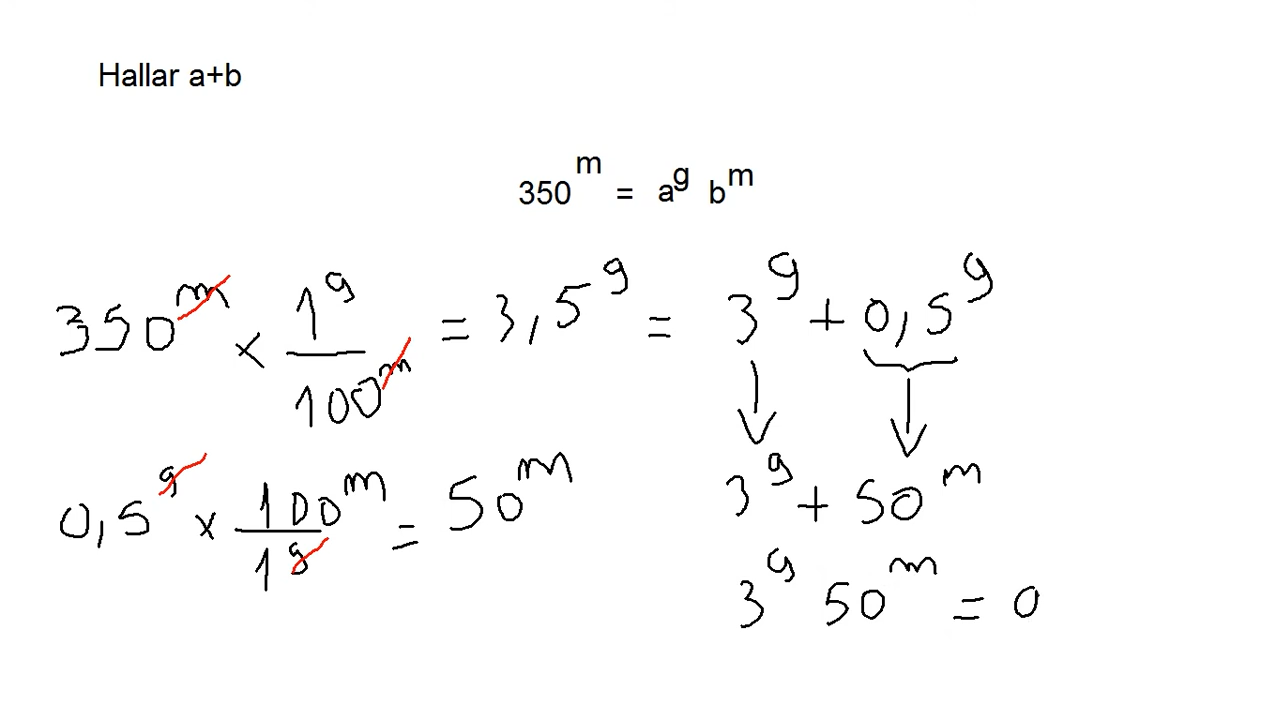 Hallar a+b
350^m = a^g b^m
350^m × 1^g/100^m = 3,5^g = 3^g + 0,5^g
0,5^g × 100^m/1^g = 50^m
3^g + 50^m
3^g 50^m = 0